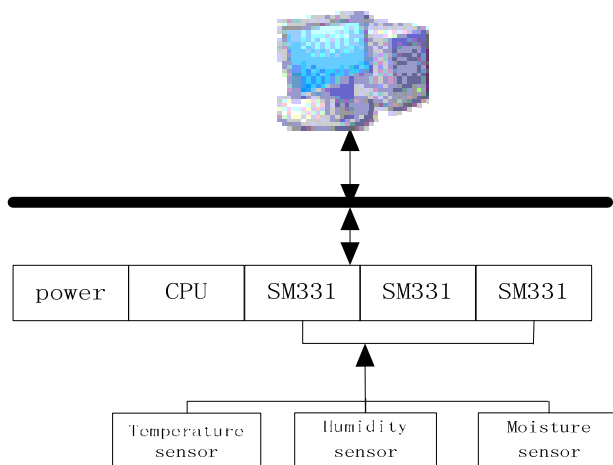 power CPU SM331 SM331 SM331
Temperature sensor
Humidity sensor
Moisture sensor